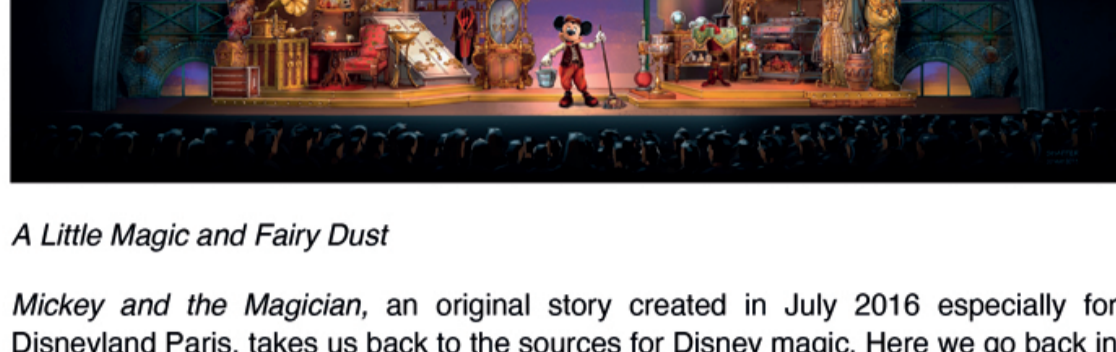 A Little Magic and Fairy Dust
Mickey and the Magician, an original story created in July 2016 especially for
Disneyland Paris, takes us back to the sources for Disney magic. Here we go back in